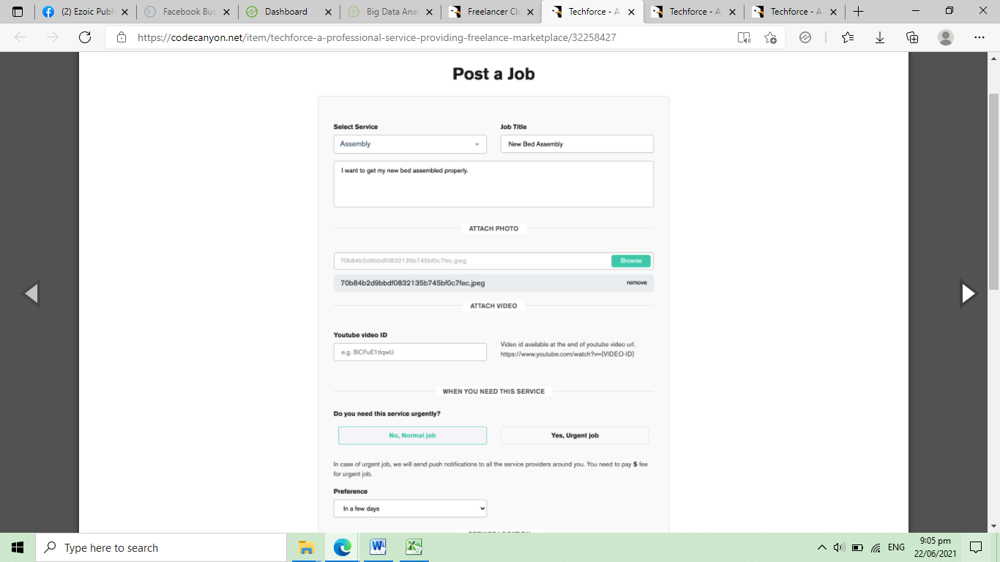 (2) Ezoic Publ
Facebook Bus
Dashboard
Big Data Anal
Freelancer Cl
Techforce - A
Techforce - A
Techforce - A
https://codecanyon.net/item/techforce-a-professional-service-providing-freelance-marketplace/32258427
Post a Job
Select Service
Job Title
Assembly
New Bed Assembly
I want to get my new bed assembled properly.
ATTACH PHOTO
70b84b2d9bbdf0832135b745bf0c7fec.jpeg
Browse
70b84b2d9bbdf0832135b745bf0c7fec.jpeg
remove
ATTACH VIDEO
Youtube video ID
e.g. BCFuE1tlqwU
Video id available at the end of youtube video url.
https://www.youtube.com/watch?v={VIDEO-ID}
WHEN YOU NEED THIS SERVICE
Do you need this service urgently?
No, Normal job
Yes, Urgent job
In case of urgent job, we will send push notifications to all the service providers around you. You need to pay $ fee
for urgent job.
Preference
In a few days
Type here to search
ENG
9:05 pm
22/06/2021